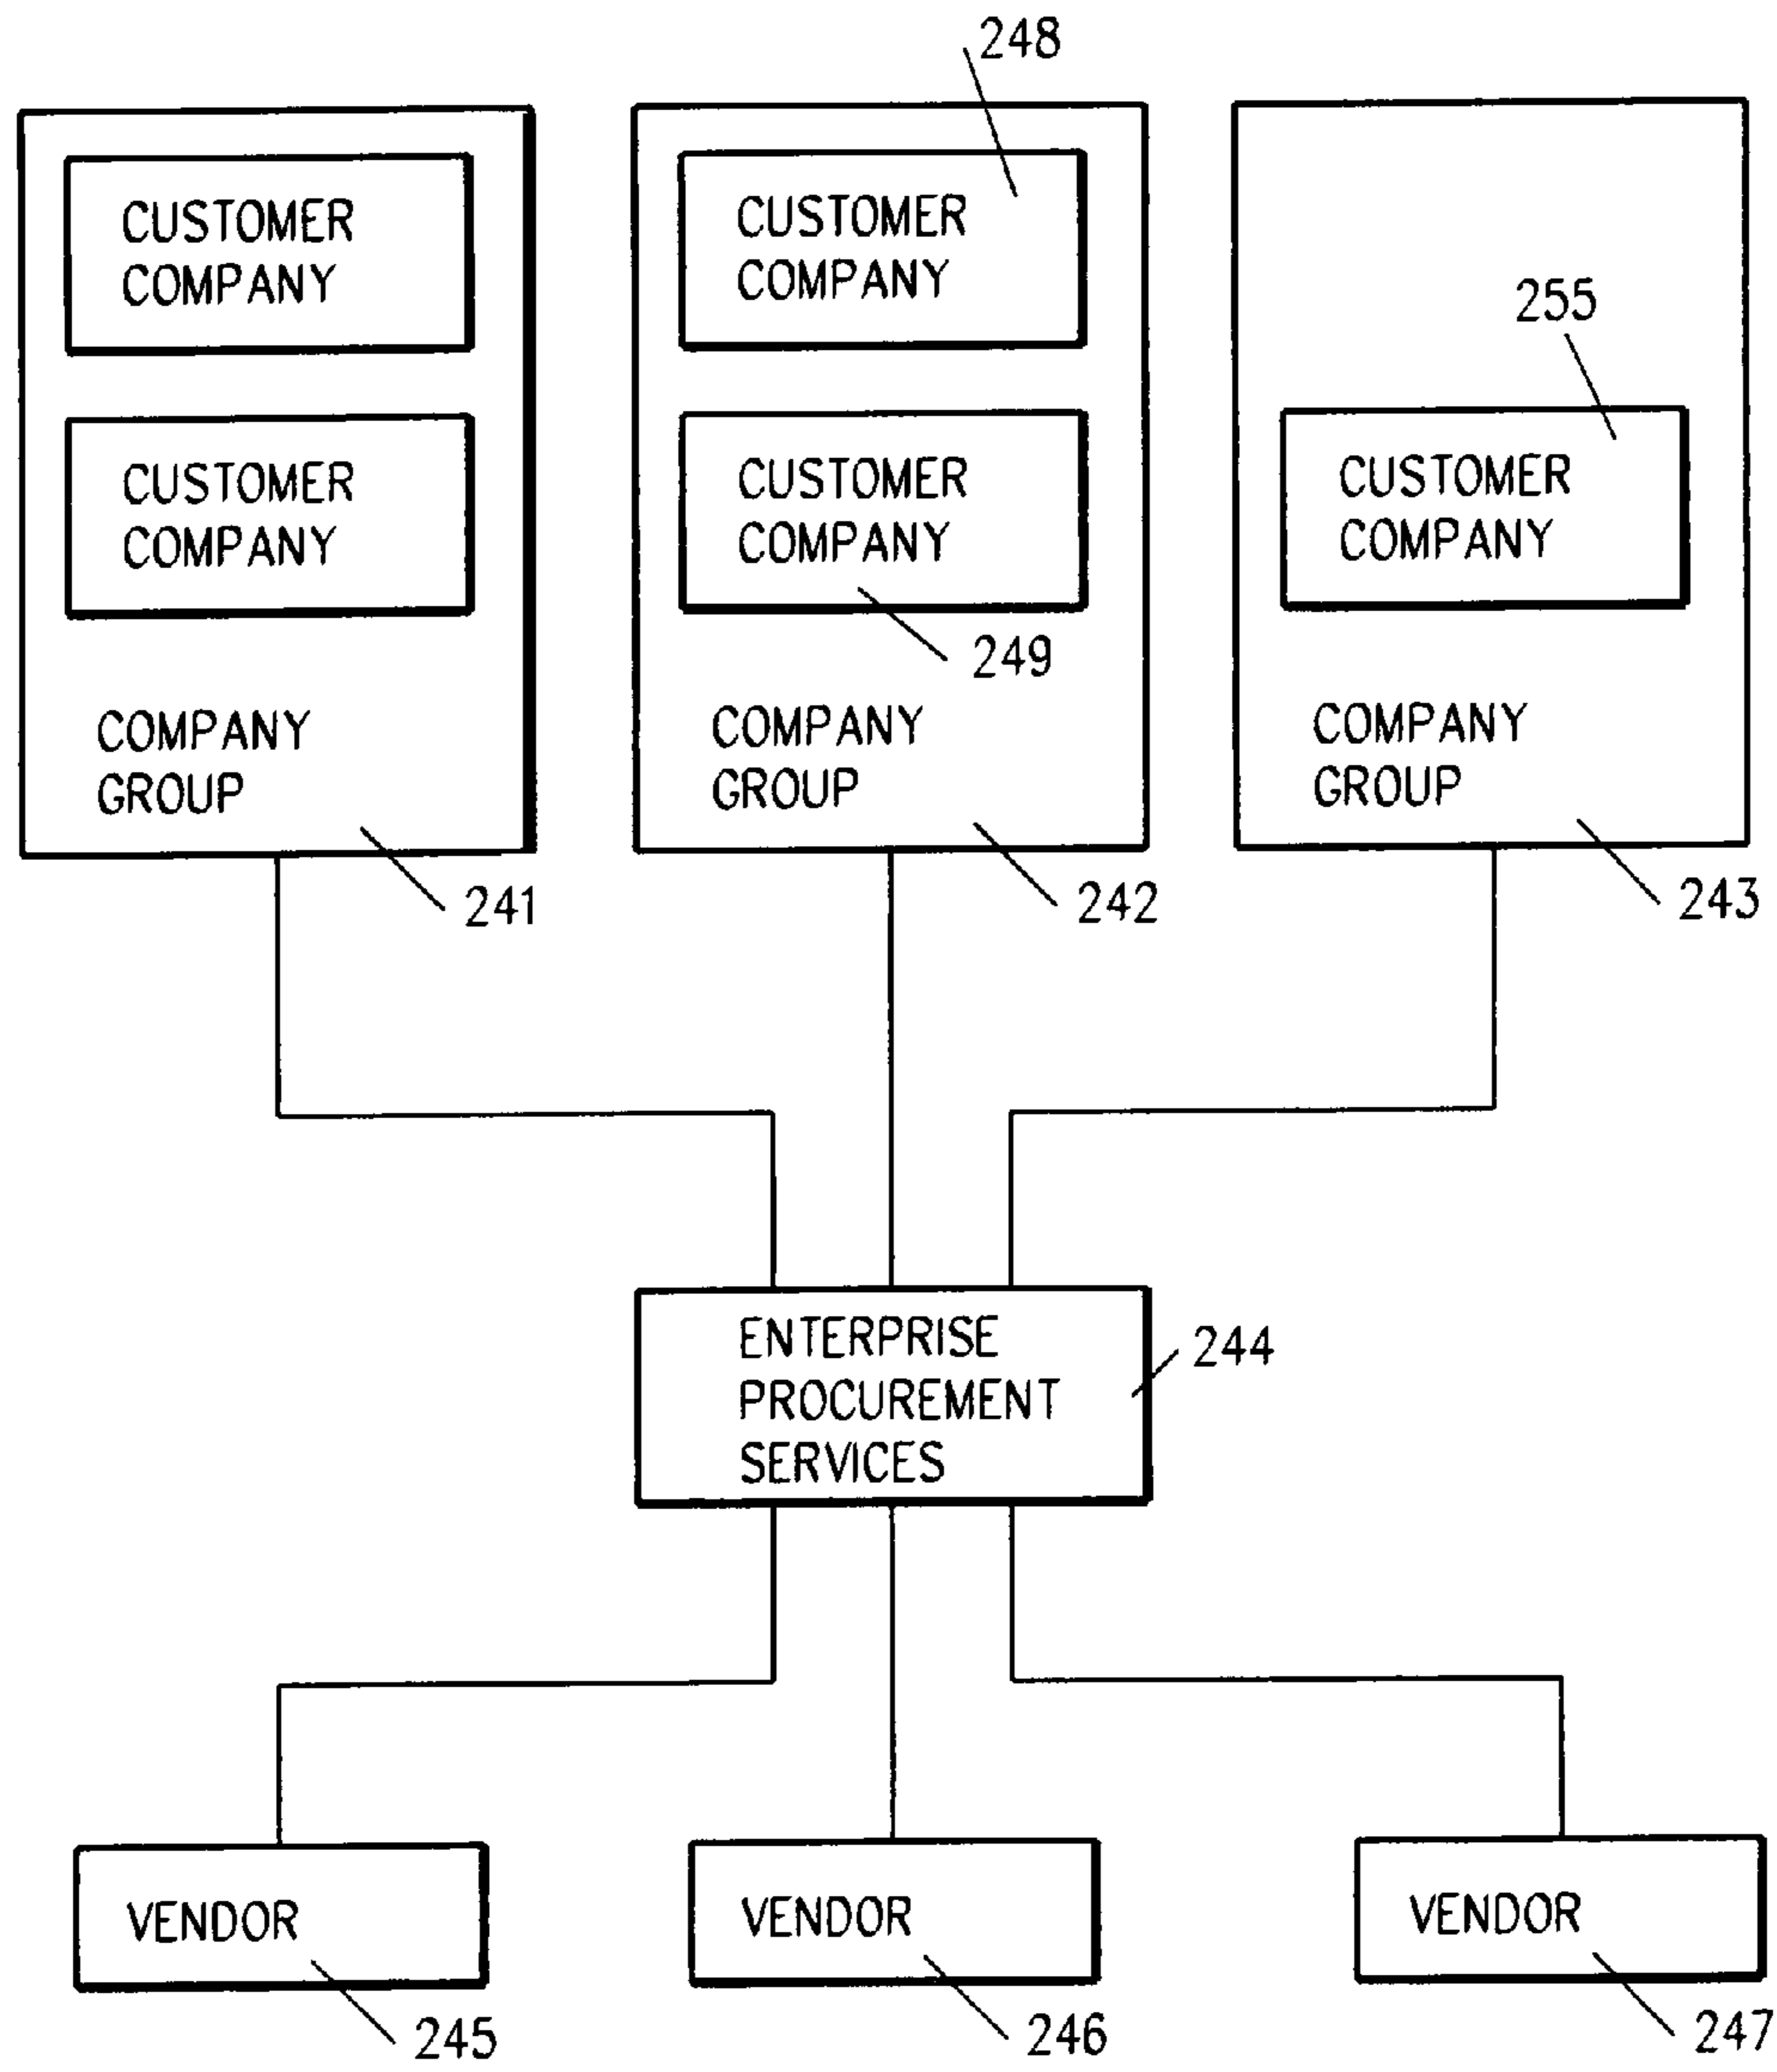 248
CUSTOMER
COMPANY
CUSTOMER
COMPANY
255
CUSTOMER
COMPANY
CUSTOMER
COMPANY
CUSTOMER
COMPANY
249
COMPANY
GROUP
COMPANY
GROUP
COMPANY
GROUP
241
242
243
ENTERPRISE
PROCUREMENT
SERVICES
244
VENDOR
VENDOR
VENDOR
245
246
247